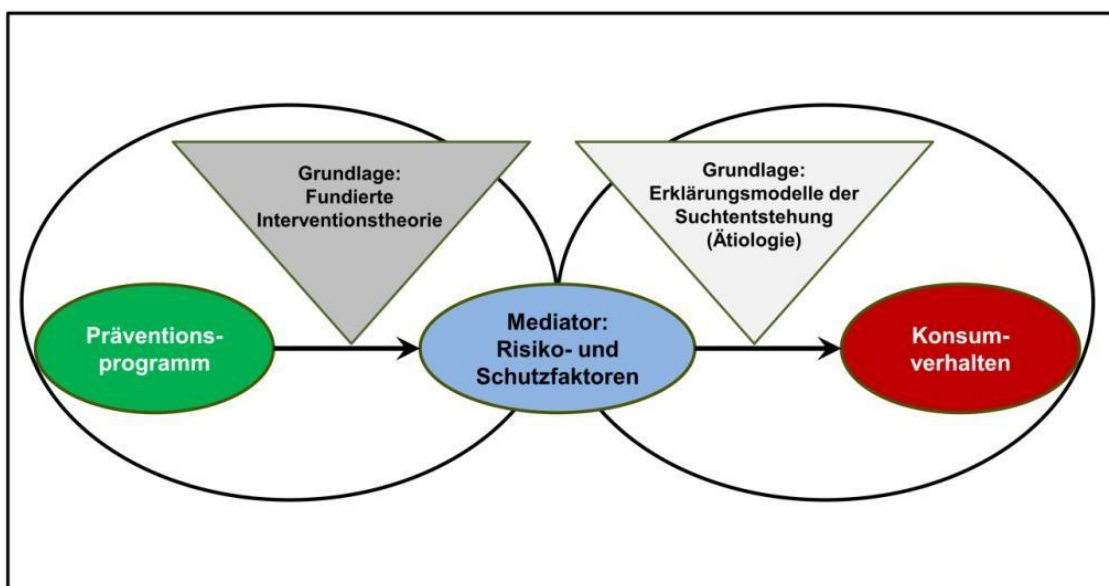 Grundlage:
Fundierte
Interventionstheorie
Grundlage:
Erklärungsmodelle der
Suchtentstehung
(Ätiologie)
Präventions-
programm
Mediator:
Risiko- und
Schutzfaktoren
Konsum-
verhalten